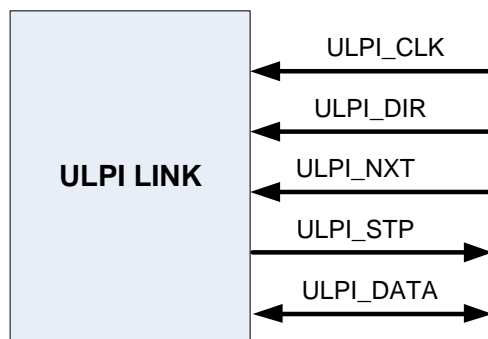 ULPI_CLK
ULPI_DIR
ULPI LINK
ULPI_NXT
ULPI_STP
ULPI_DATA